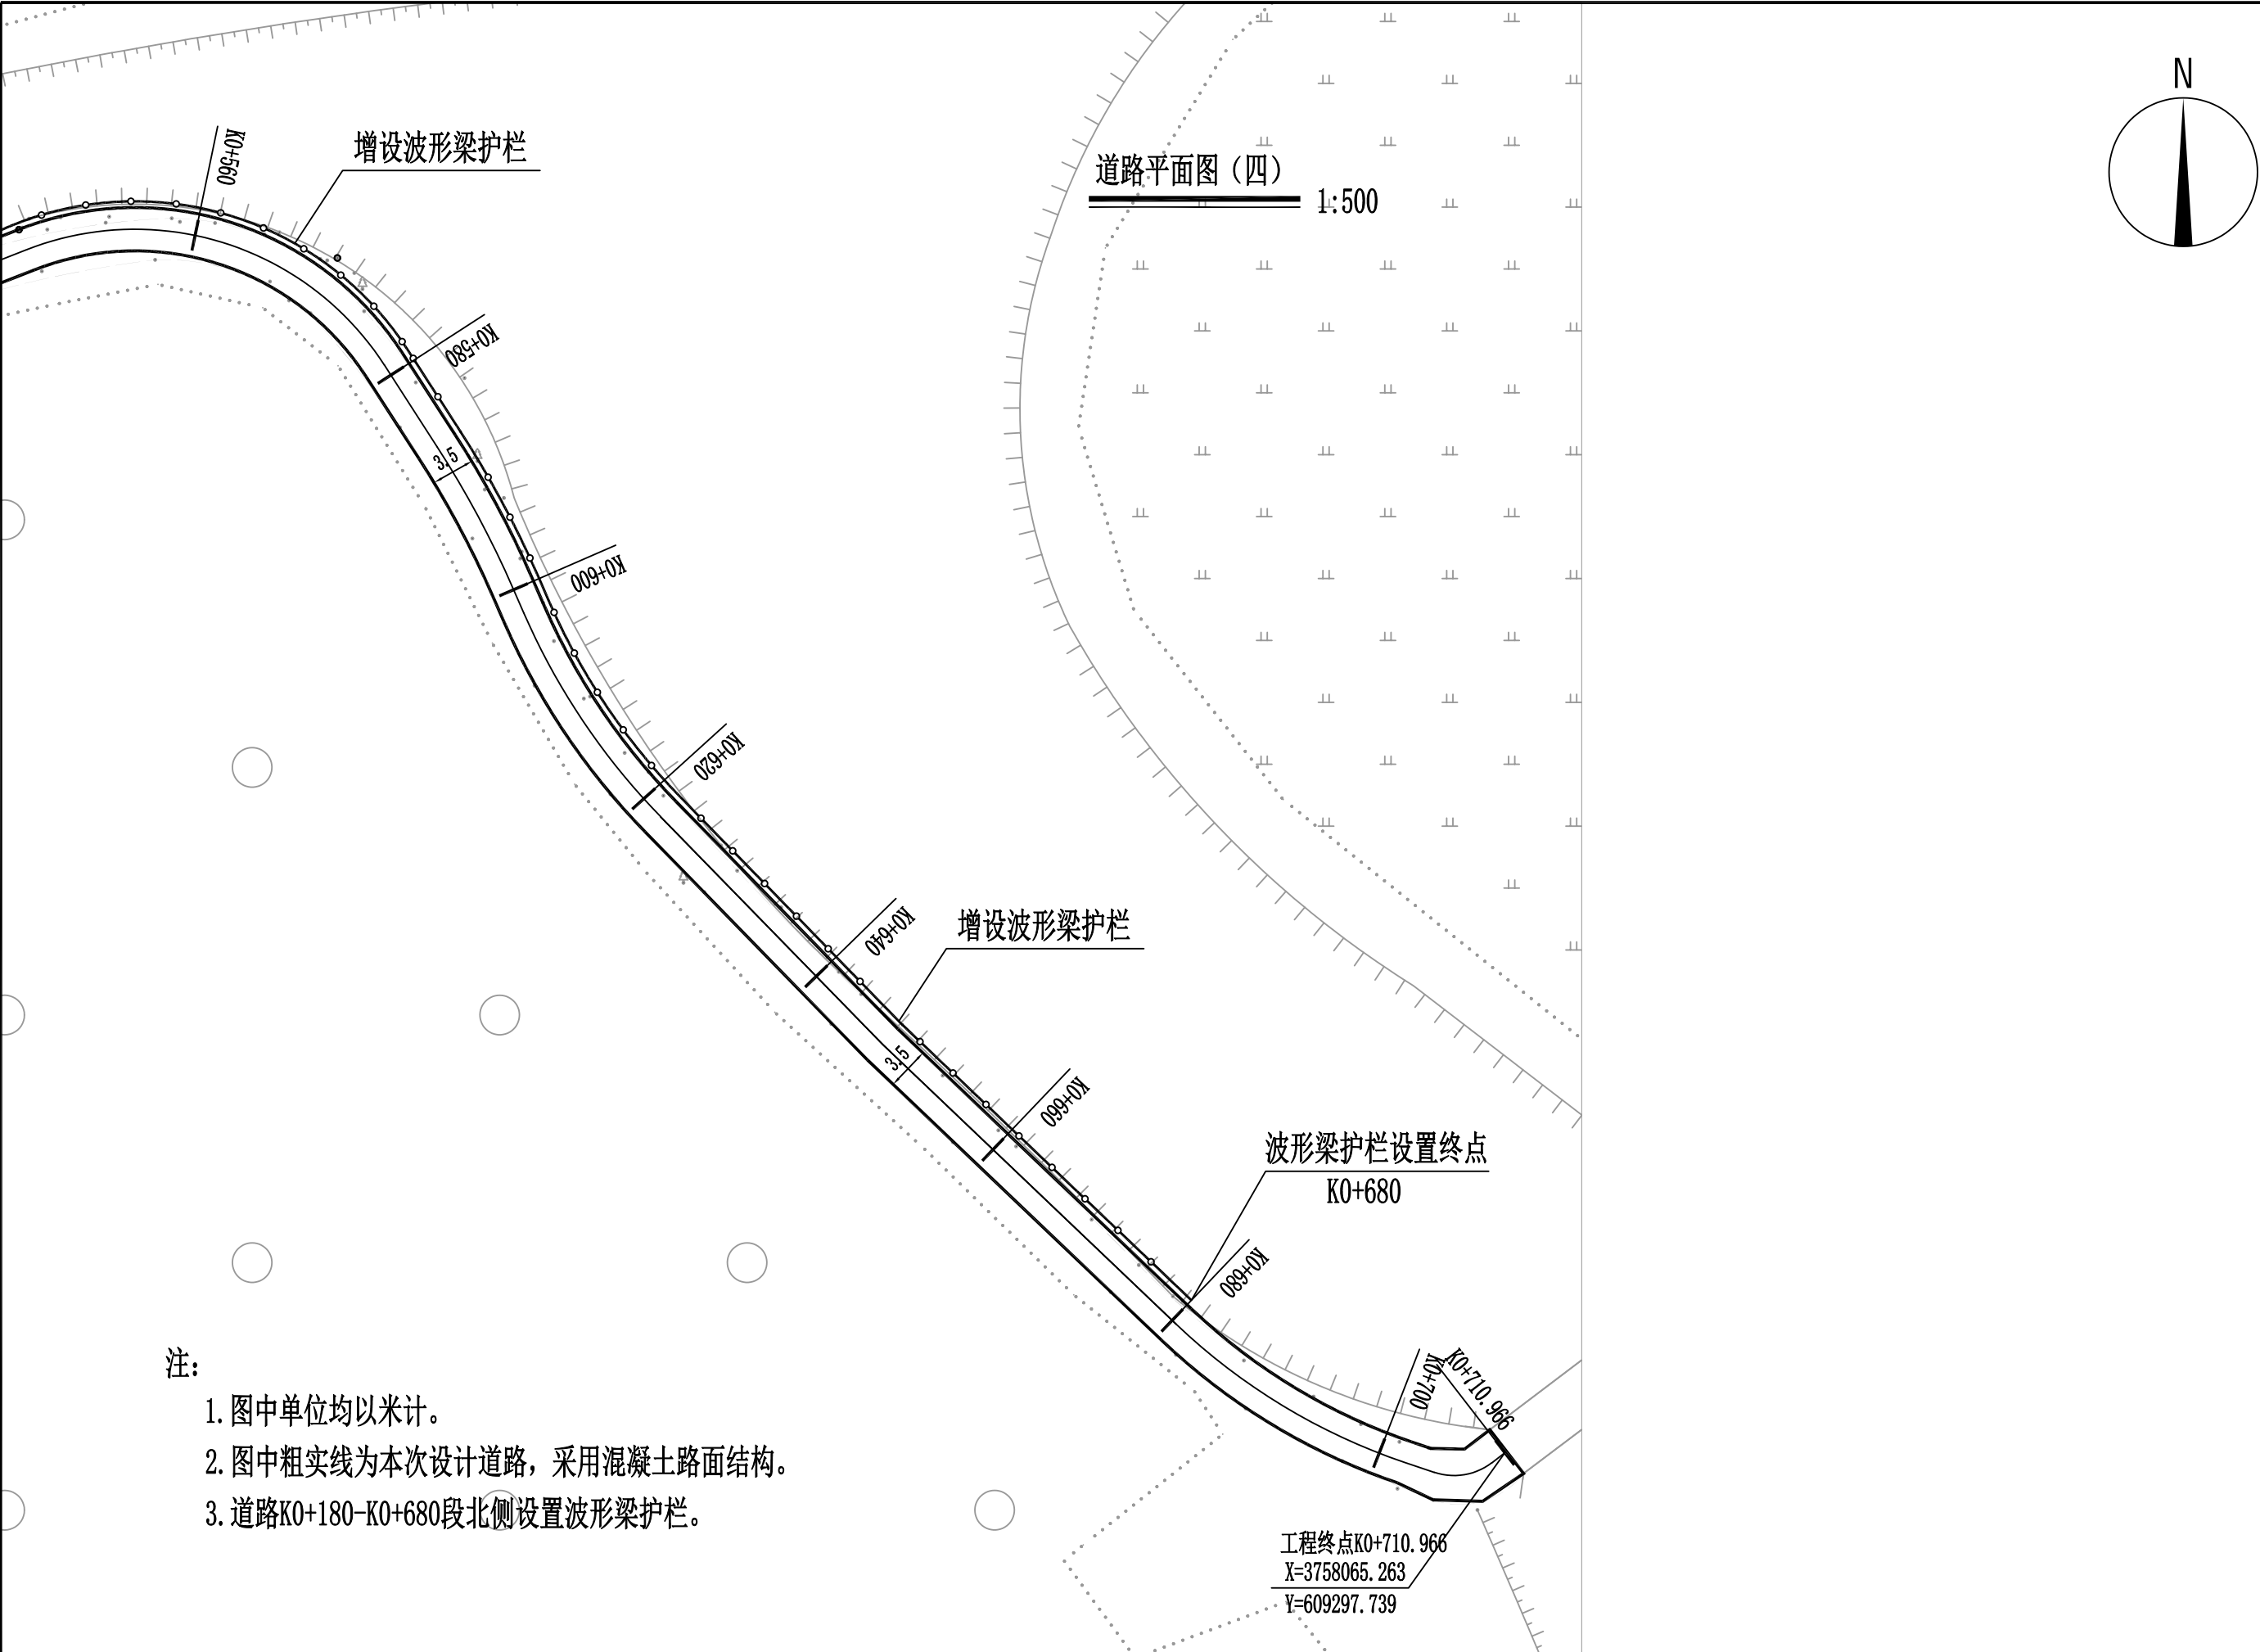 N
K0+560
增设波形梁护栏
道路平面图（四）
1:500
K0+580
3.5
K0+600
K0+620
K0+640
增设波形梁护栏
3.5
K0+660
波形梁护栏设置终点
K0+680
K0+680
K0+700
K0+710.966
注：
1.图中单位均以米计。
2.图中粗实线为本次设计道路，采用混凝土路面结构。
3.道路K0+180-K0+680段北侧设置波形梁护栏。
工程终点K0+710.966
X=3758065.263
Y=609297.739